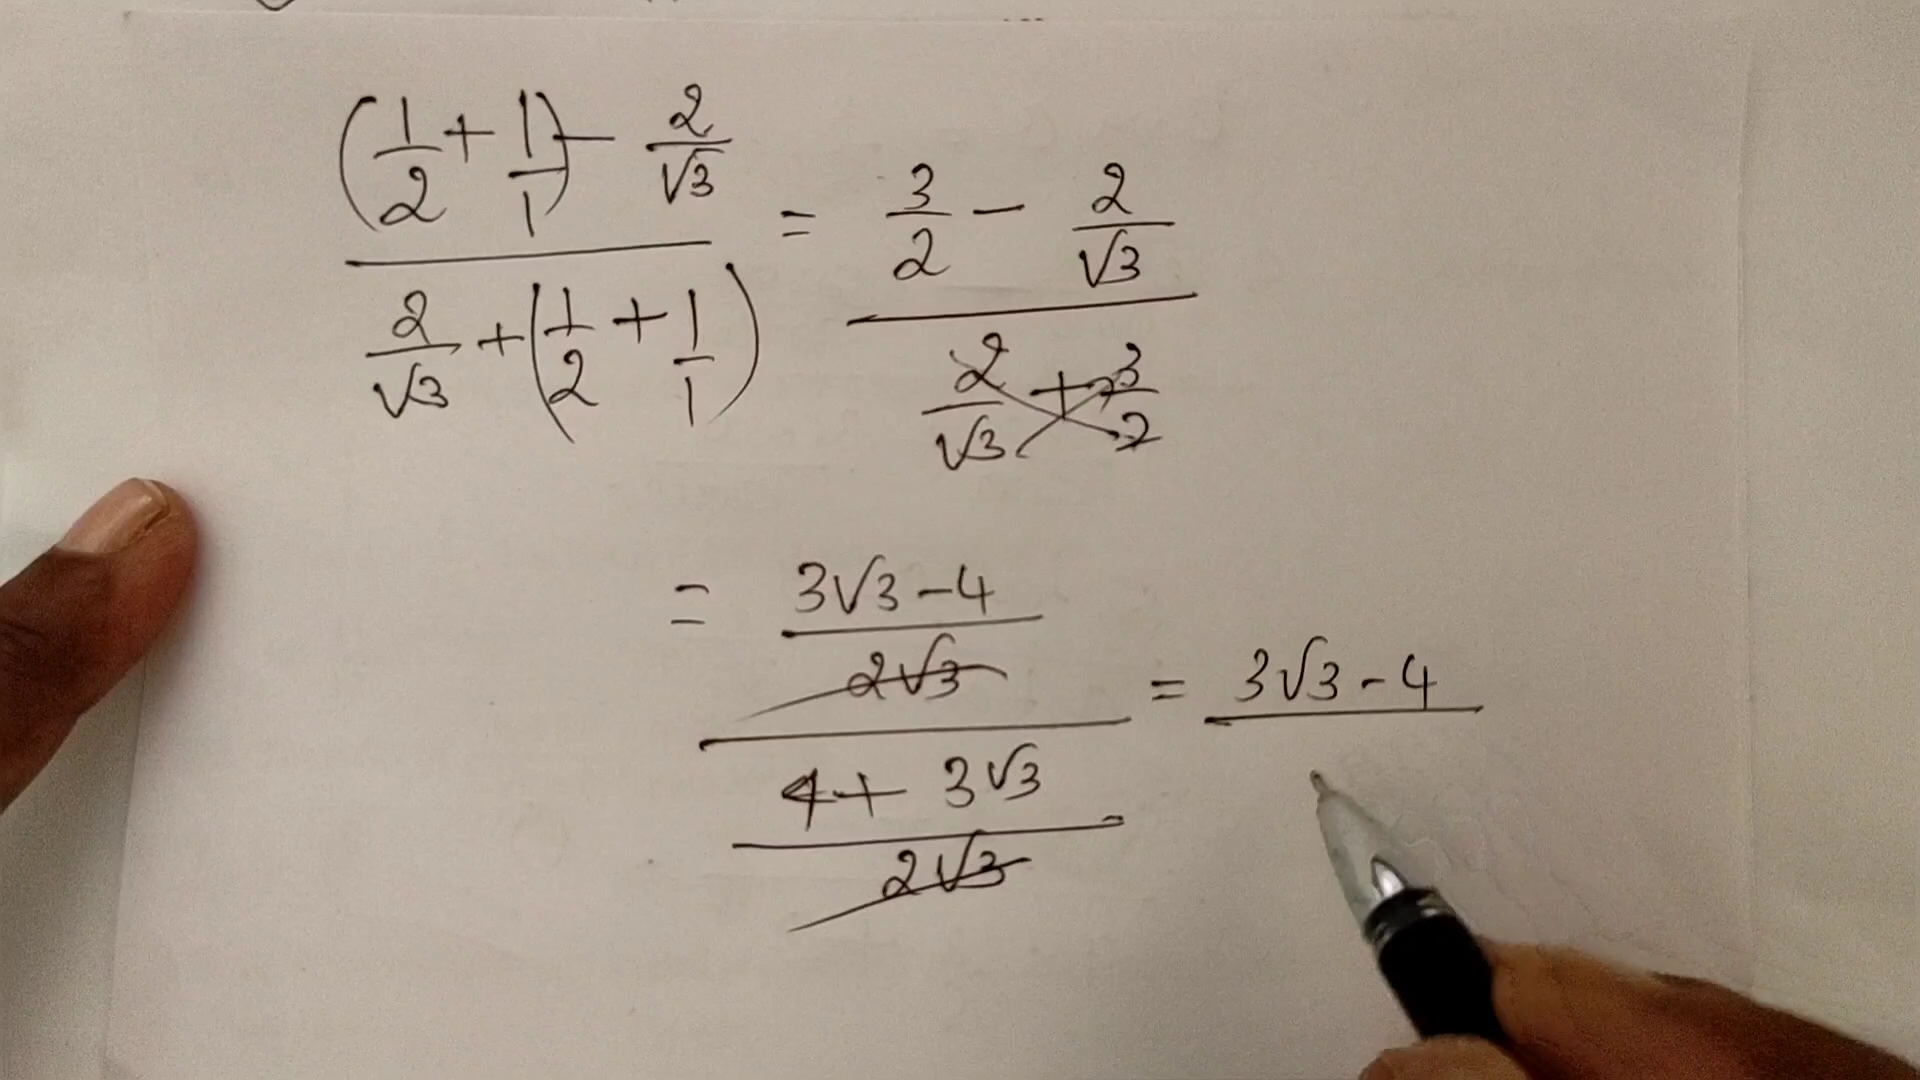 (1/2 + 1/1) - 2/√3
2/√3 + (1/2 + 1/1)
= 3/2 - 2/√3
2/√3 + 3/2
= 3√3 - 4
2√3
4 + 3√3
2√3
= 3√3 - 4